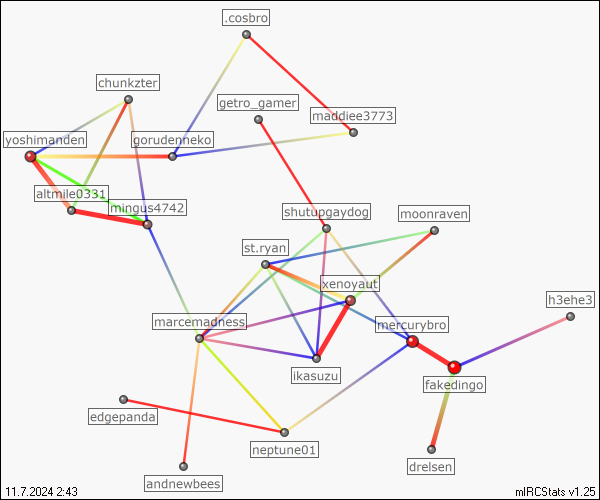 .cosbro
chunkzter
getro_gamer
maddiee3773
yoshimanden
gorudenneko
altmile0331
mingus4742
shutupgaydog
moonraven
st.ryan
xenoyaut
h3ehe3
marcemadness
mercurybro
ikasuzu
fakedingo
edgepanda
neptune01
drelsen
andnewbees
11.7.2024 2:43
mIRCStats v1.25